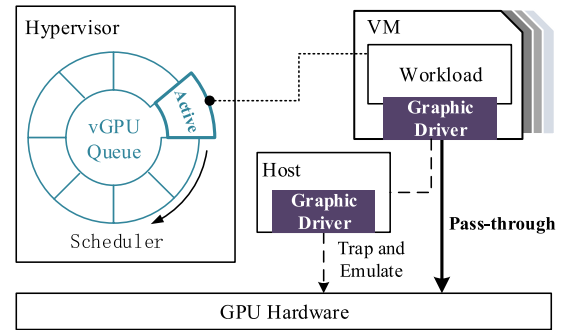 Hypervisor
Active
vGPU
Queue
Scheduler
VM
Workload
Graphic
Driver
Host
Graphic
Driver
Trap and
Emulate
Pass-through
GPU Hardware